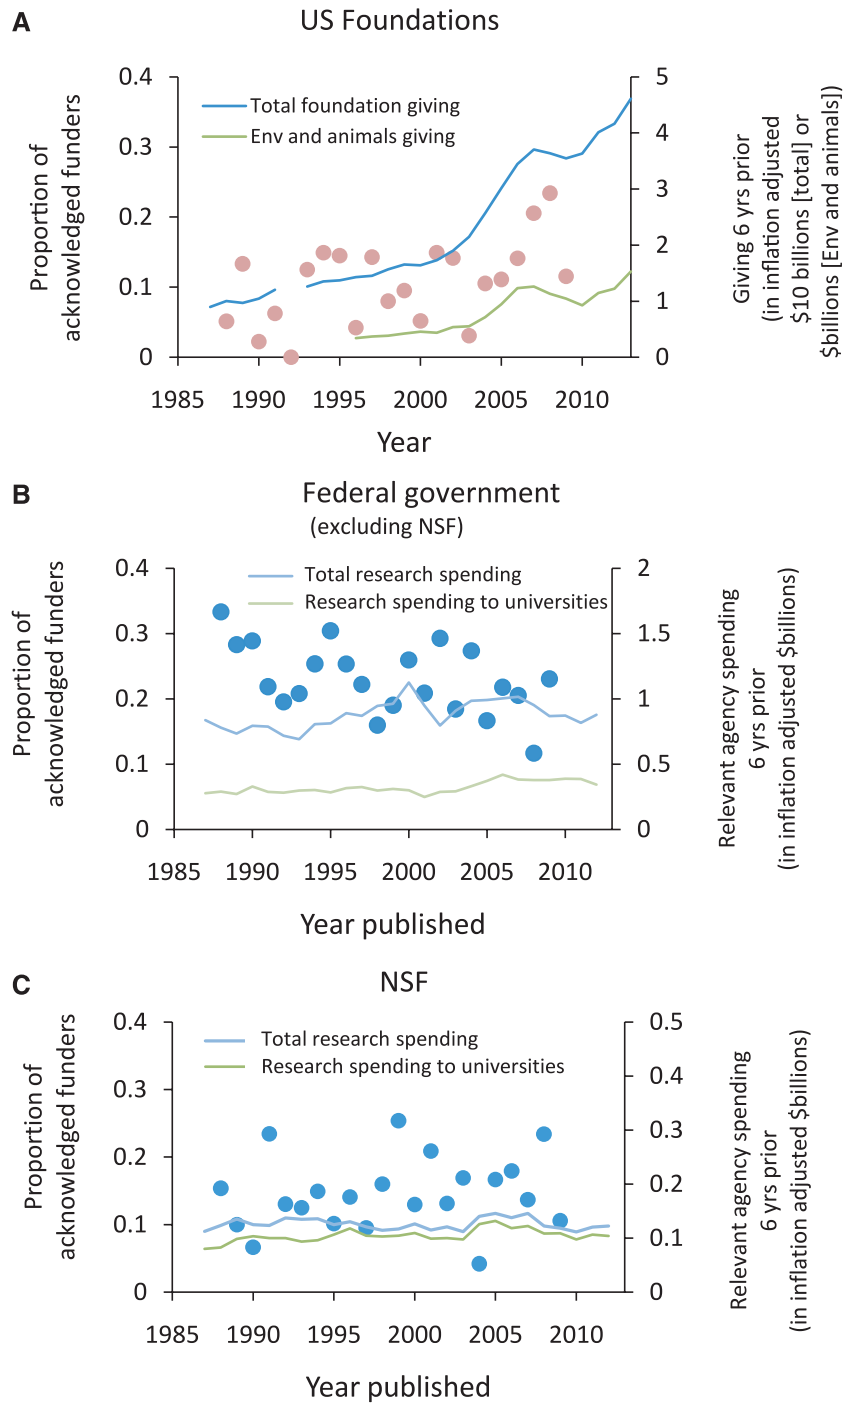 A
US Foundations
Total foundation giving
Env and animals giving
Proportion of
acknowledged funders
0.4
0.3
0.2
0.1
0
5
4
3
2
1
0
Giving 6 yrs prior
(in inflation adjusted
$10 billions [total] or
$billions [Env and animals])
1985 1990 1995 2000 2005 2010
Year
B
Federal government
(excluding NSF)
Total research spending
Research spending to universities
Proportion of
acknowledged funders
0.4
0.3
0.2
0.1
0
2
1.5
1
0.5
0
Relevant agency spending
6 yrs prior
(in inflation adjusted $billions)
1985 1990 1995 2000 2005 2010
Year published
C
NSF
Total research spending
Research spending to universities
Proportion of
acknowledged funders
0.4
0.3
0.2
0.1
0
0.5
0.4
0.3
0.2
0.1
0
Relevant agency spending
6 yrs prior
(in inflation adjusted $billions)
1985 1990 1995 2000 2005 2010
Year published